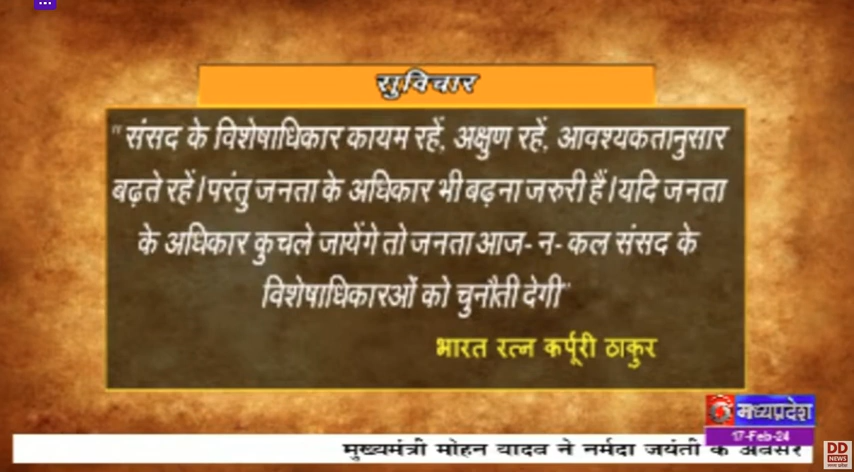 सुविचार
" संसद के विशेषाधिकार कायम रहें, अक्षुण रहें, आवश्यकतानुसार
बढ़ते रहें।परंतु जनता के अधिकार भी बढ़ना जरुरी हैं।यदि जनता
के अधिकार कुचले जायेंगे तो जनता आज- न- कल संसद के
विशेषाधिकारओं को चुनौती देगी"
भारत रत्न कर्पूरी ठाकुर
मध्यप्रदेश
17-Feb-24
मुख्यमंत्री मोहन यादव ने नर्मदा जयंती के अवसर
DD
NEWS
मध्य प्रदेश